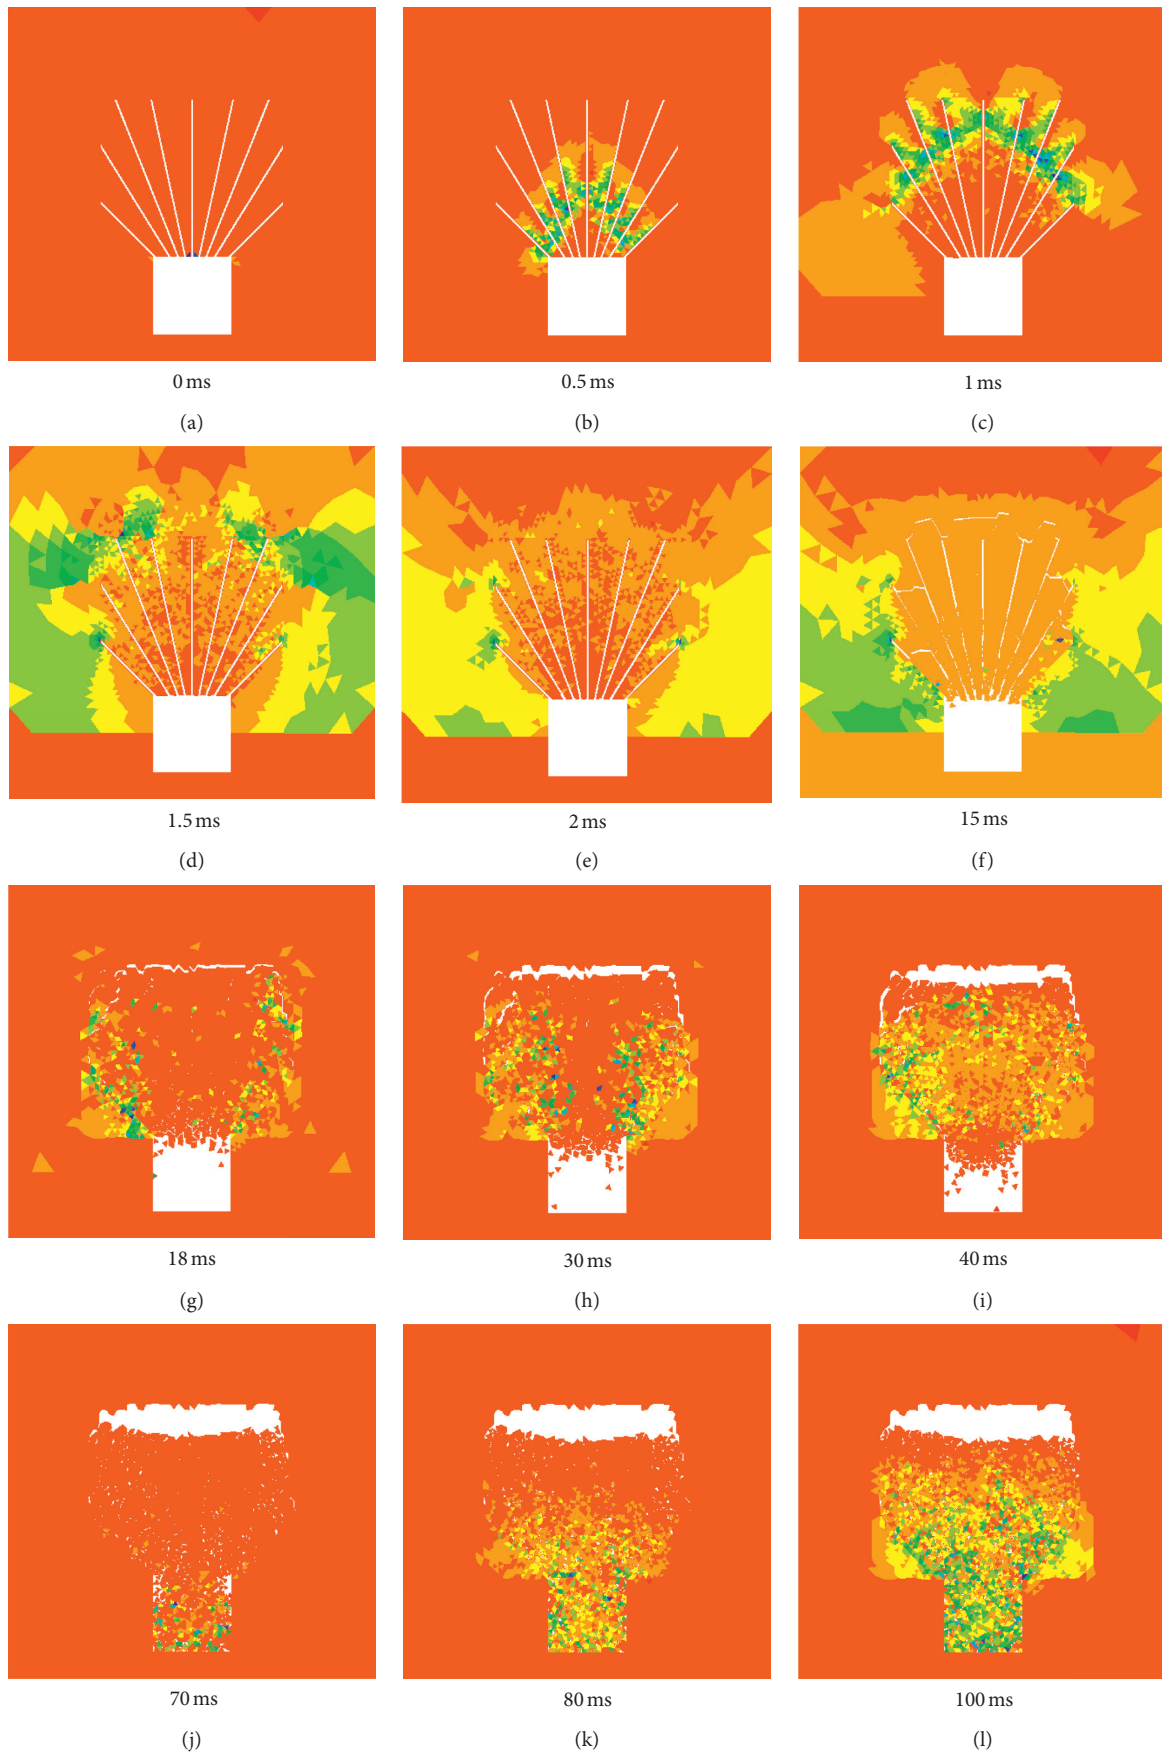 0 ms 0.5 ms 1 ms
(a) (b) (c)
1.5 ms 2 ms 15 ms
(d) (e) (f)
18 ms 30 ms 40 ms
(g) (h) (i)
70 ms 80 ms 100 ms
(j) (k) (l)